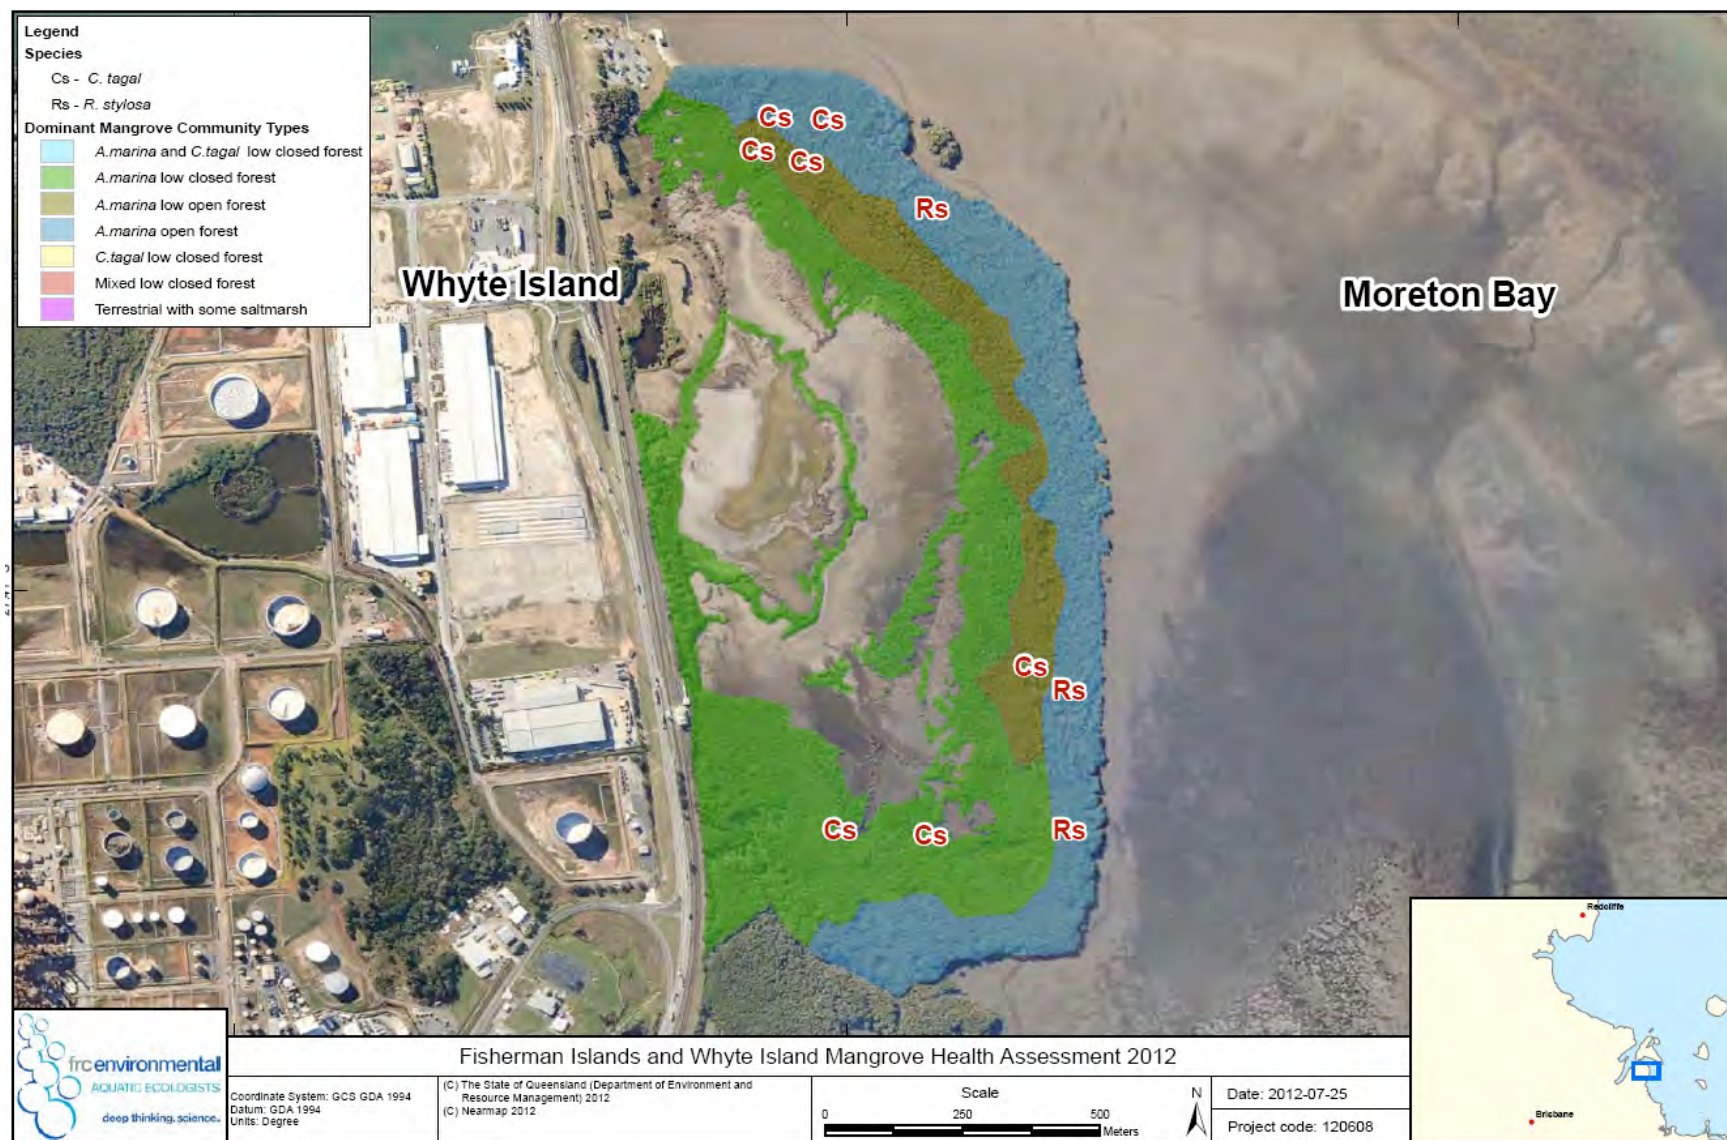 Legend
Species
Cs - C. tagal
Rs - R. stylosa
Dominant Mangrove Community Types
A.marina and C.tagal low closed forest
A.marina low closed forest
A.marina low open forest
A.marina open forest
C.tagal low closed forest
Mixed low closed forest
Terrestrial with some saltmarsh
Cs Cs
Cs Cs
Rs
Whyte Island
Moreton Bay
Cs
Rs
Cs Cs Rs
Redcliffe
Brisbane
frcenvironmental
AQUATIC ECOLOGISTS
deep thinking. science.
Fisherman Islands and Whyte Island Mangrove Health Assessment 2012
Coordinate System: GCS GDA 1994
Datum: GDA 1994
Units: Degree
(C) The State of Queensland (Department of Environment and
Resource Management) 2012
(C) Nearmap 2012
Scale
0 250 500
Meters
N
Date: 2012-07-25
Project code: 120608